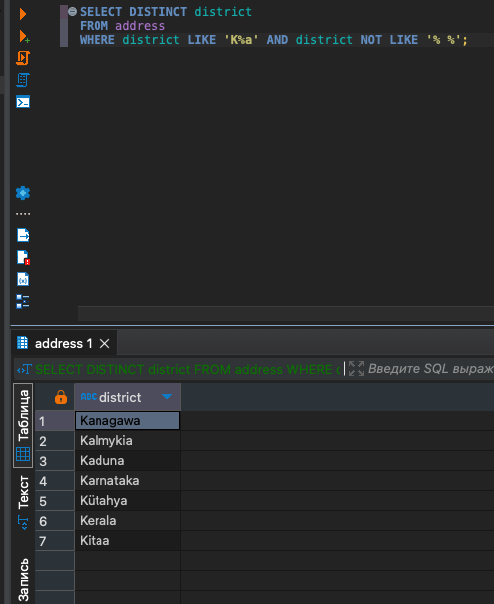 SELECT DISTINCT district
FROM address
WHERE district LIKE 'K%a' AND district NOT LIKE '% %';
address 1
SELECT DISTINCT district FROM address WHERE
Введите SQL выраж
Таблица
Текст
Запись
ABC district
1 Kanagawa
2 Kalmykia
3 Kaduna
4 Karnataka
5 Kütahya
6 Kerala
7 Kitaa